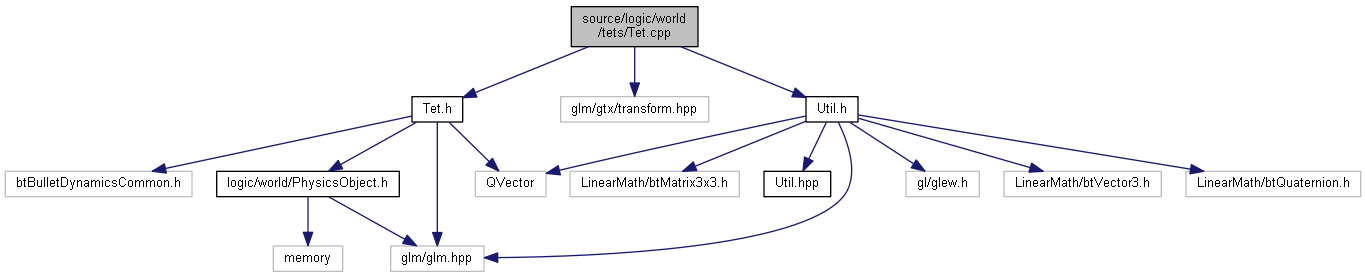 source/logic/world
/tets/Tet.cpp
Tet.h
glm/gtx/transform.hpp
Util.h
btBulletDynamicsCommon.h
logic/world/PhysicsObject.h
QVector
LinearMath/btMatrix3x3.h
Util.hpp
gl/glew.h
LinearMath/btVector3.h
LinearMath/btQuaternion.h
memory
glm/glm.hpp